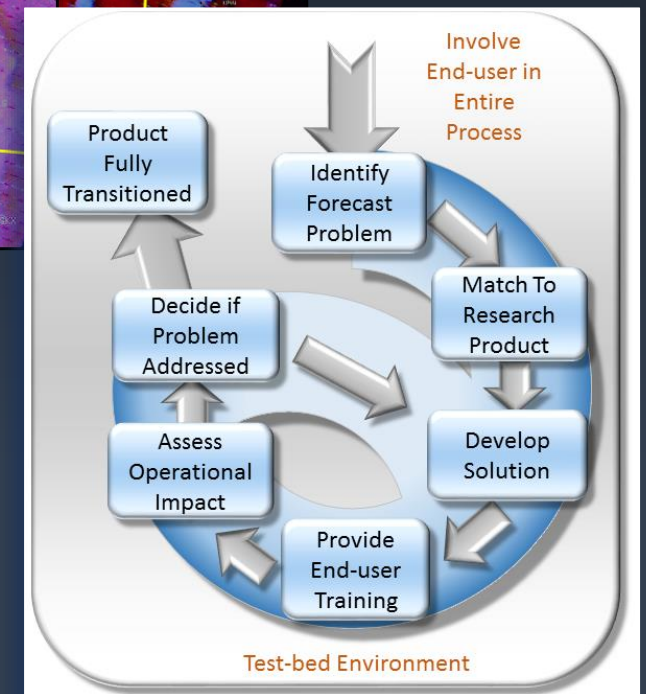 Involve
End-user in
Entire
Process
Product
Fully
Transitioned
Identify
Forecast
Problem
Match To
Research
Product
Decide if
Problem
Addressed
Develop
Solution
Assess
Operational
Impact
Provide
End-user
Training
Test-bed Environment